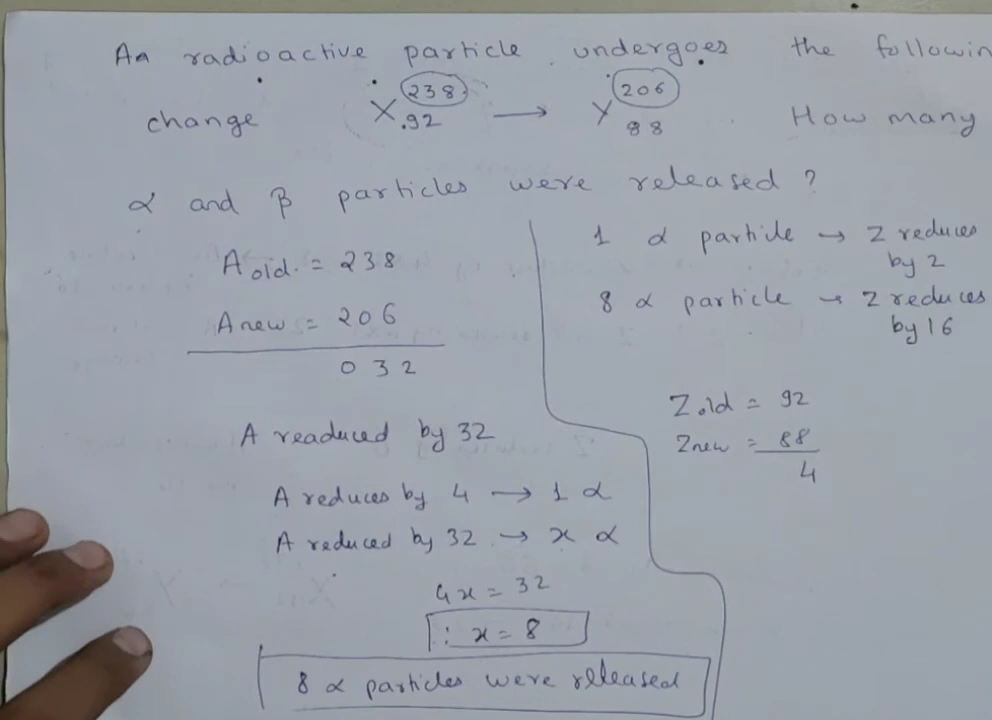 An radioactive particle undergoes the followin
change X 238 92 → Y 206 88 How many
α and β particles were released ?
A old. = 238
A new = 206
032
A readuced by 32
A reduces by 4 → 1 α
A reduced by 32 → x α
4x = 32
∴ x = 8
8 α particles were released
1 α particle → Z reduces
by 2
8 α particle → Z reduces
by 16
Z old = 92
Z new = 88
4